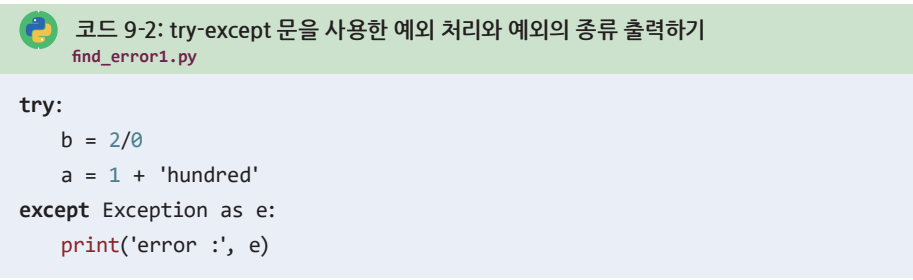 코드 9-2: try-except 문을 사용한 예외 처리와 예외의 종류 출력하기
find_error1.py
try:
    b = 2/0
    a = 1 + 'hundred'
except Exception as e:
    print('error :', e)